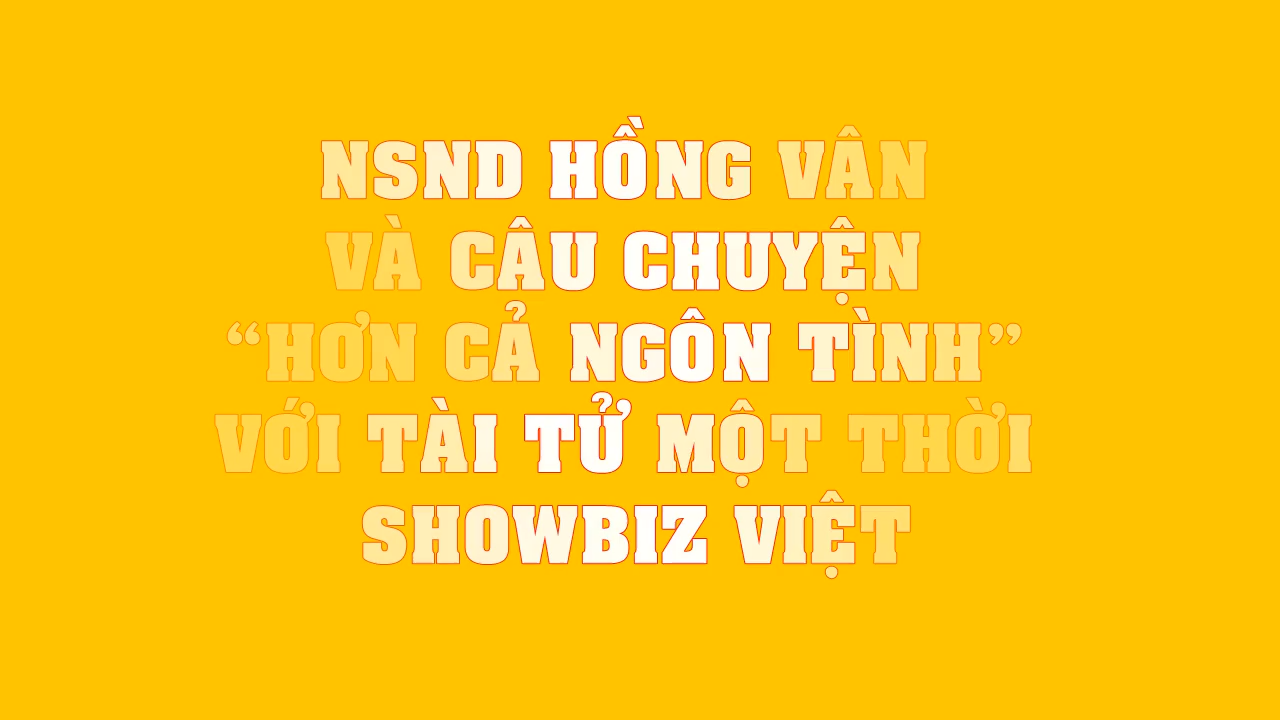 NSND HỒNG VÂN
VÀ CÂU CHUYỆN
“HƠN CẢ NGÔN TÌNH”
VỚI TÀI TỬ MỘT THỜI
SHOWBIZ VIỆT